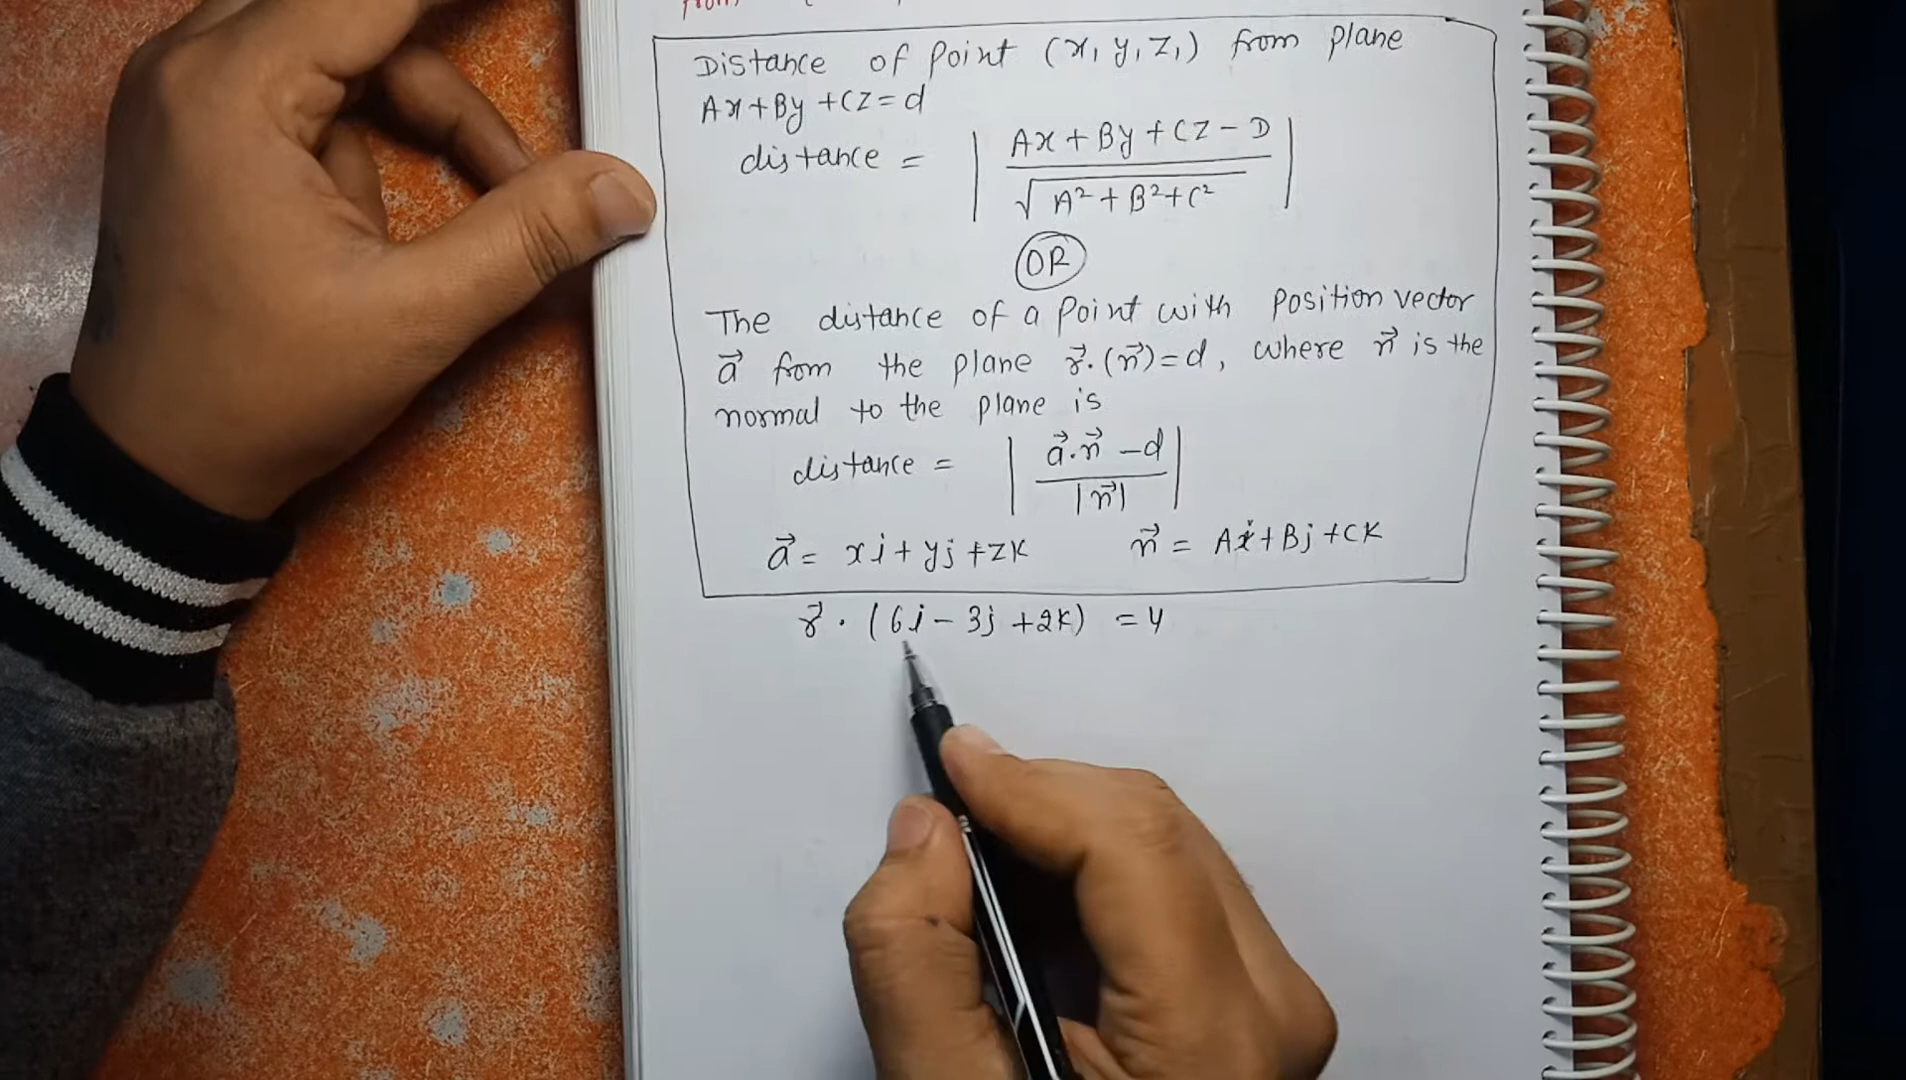 Distance of Point (x₁ y₁ z₁) from plane
Ax+By+Cz=d
distance = | Ax+By+Cz-D / √A²+B²+C² |
OR
The distance of a Point with Position vector
a⃗ from the plane r⃗.(n⃗)=d, where n⃗ is the
normal to the plane is
distance = | a⃗.n⃗ -d / |n⃗| |
a⃗ = xi+yj+zk n⃗ = Ai+Bj+Ck
r⃗ . (6i-3j+2k) = 4